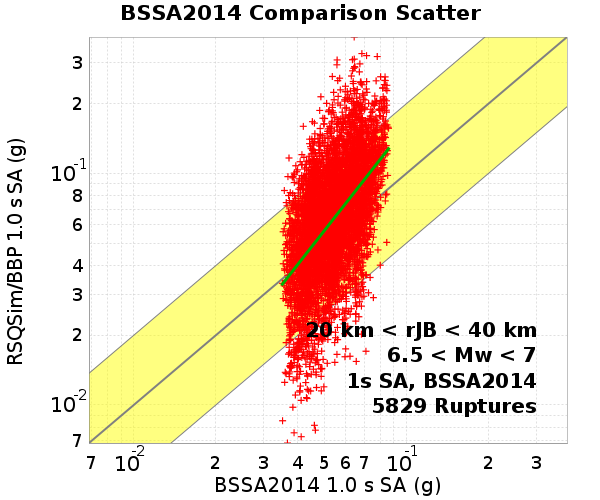 BSSA2014 Comparison Scatter
RSQSim/BBP 1.0 s SA (g)
3
2
10-1
8
6
4
3
2
10-2
7
20 km < rJB < 40 km
6.5 < Mw < 7
1s SA, BSSA2014
5829 Ruptures
7 10-2 2 3 4 5 6 7 10-1 2 3
BSSA2014 1.0 s SA (g)